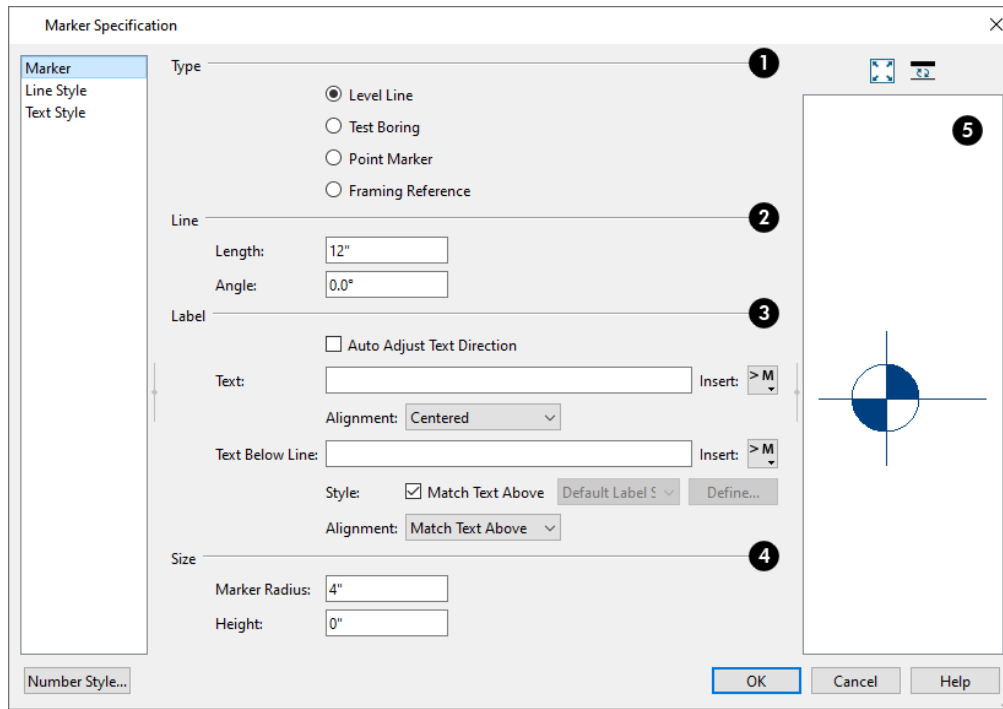 Marker Specification
Marker
Line Style
Text Style
Type
1
Level Line
Test Boring
Point Marker
Framing Reference
Line
2
Length: 12"
Angle: 0.0°
Label
3
Auto Adjust Text Direction
Text: Insert: > M
Alignment: Centered
Text Below Line: Insert: > M
Style: Match Text Above Default Label S Define...
Alignment: Match Text Above
Size
4
Marker Radius: 4"
Height: 0"
5
Number Style... OK Cancel Help